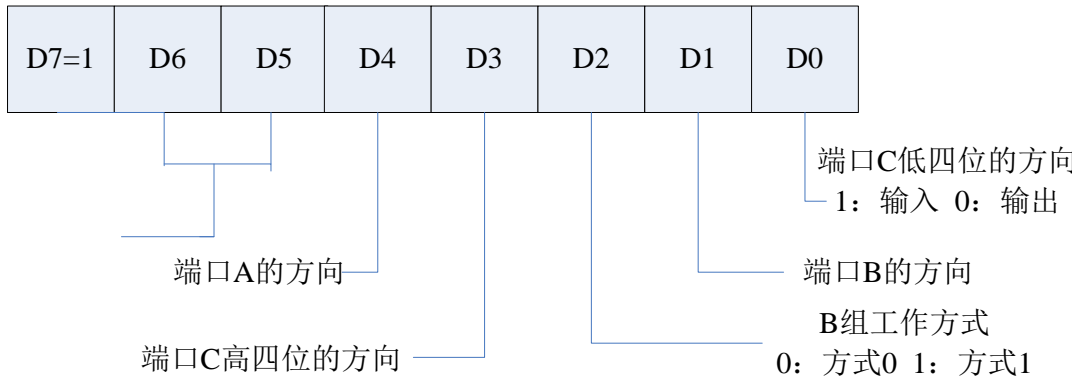 D7=1 D6 D5 D4 D3 D2 D1 D0
端口C低四位的方向
1：输入 0：输出
端口A的方向
端口B的方向
B组工作方式
端口C高四位的方向
0：方式0 1：方式1